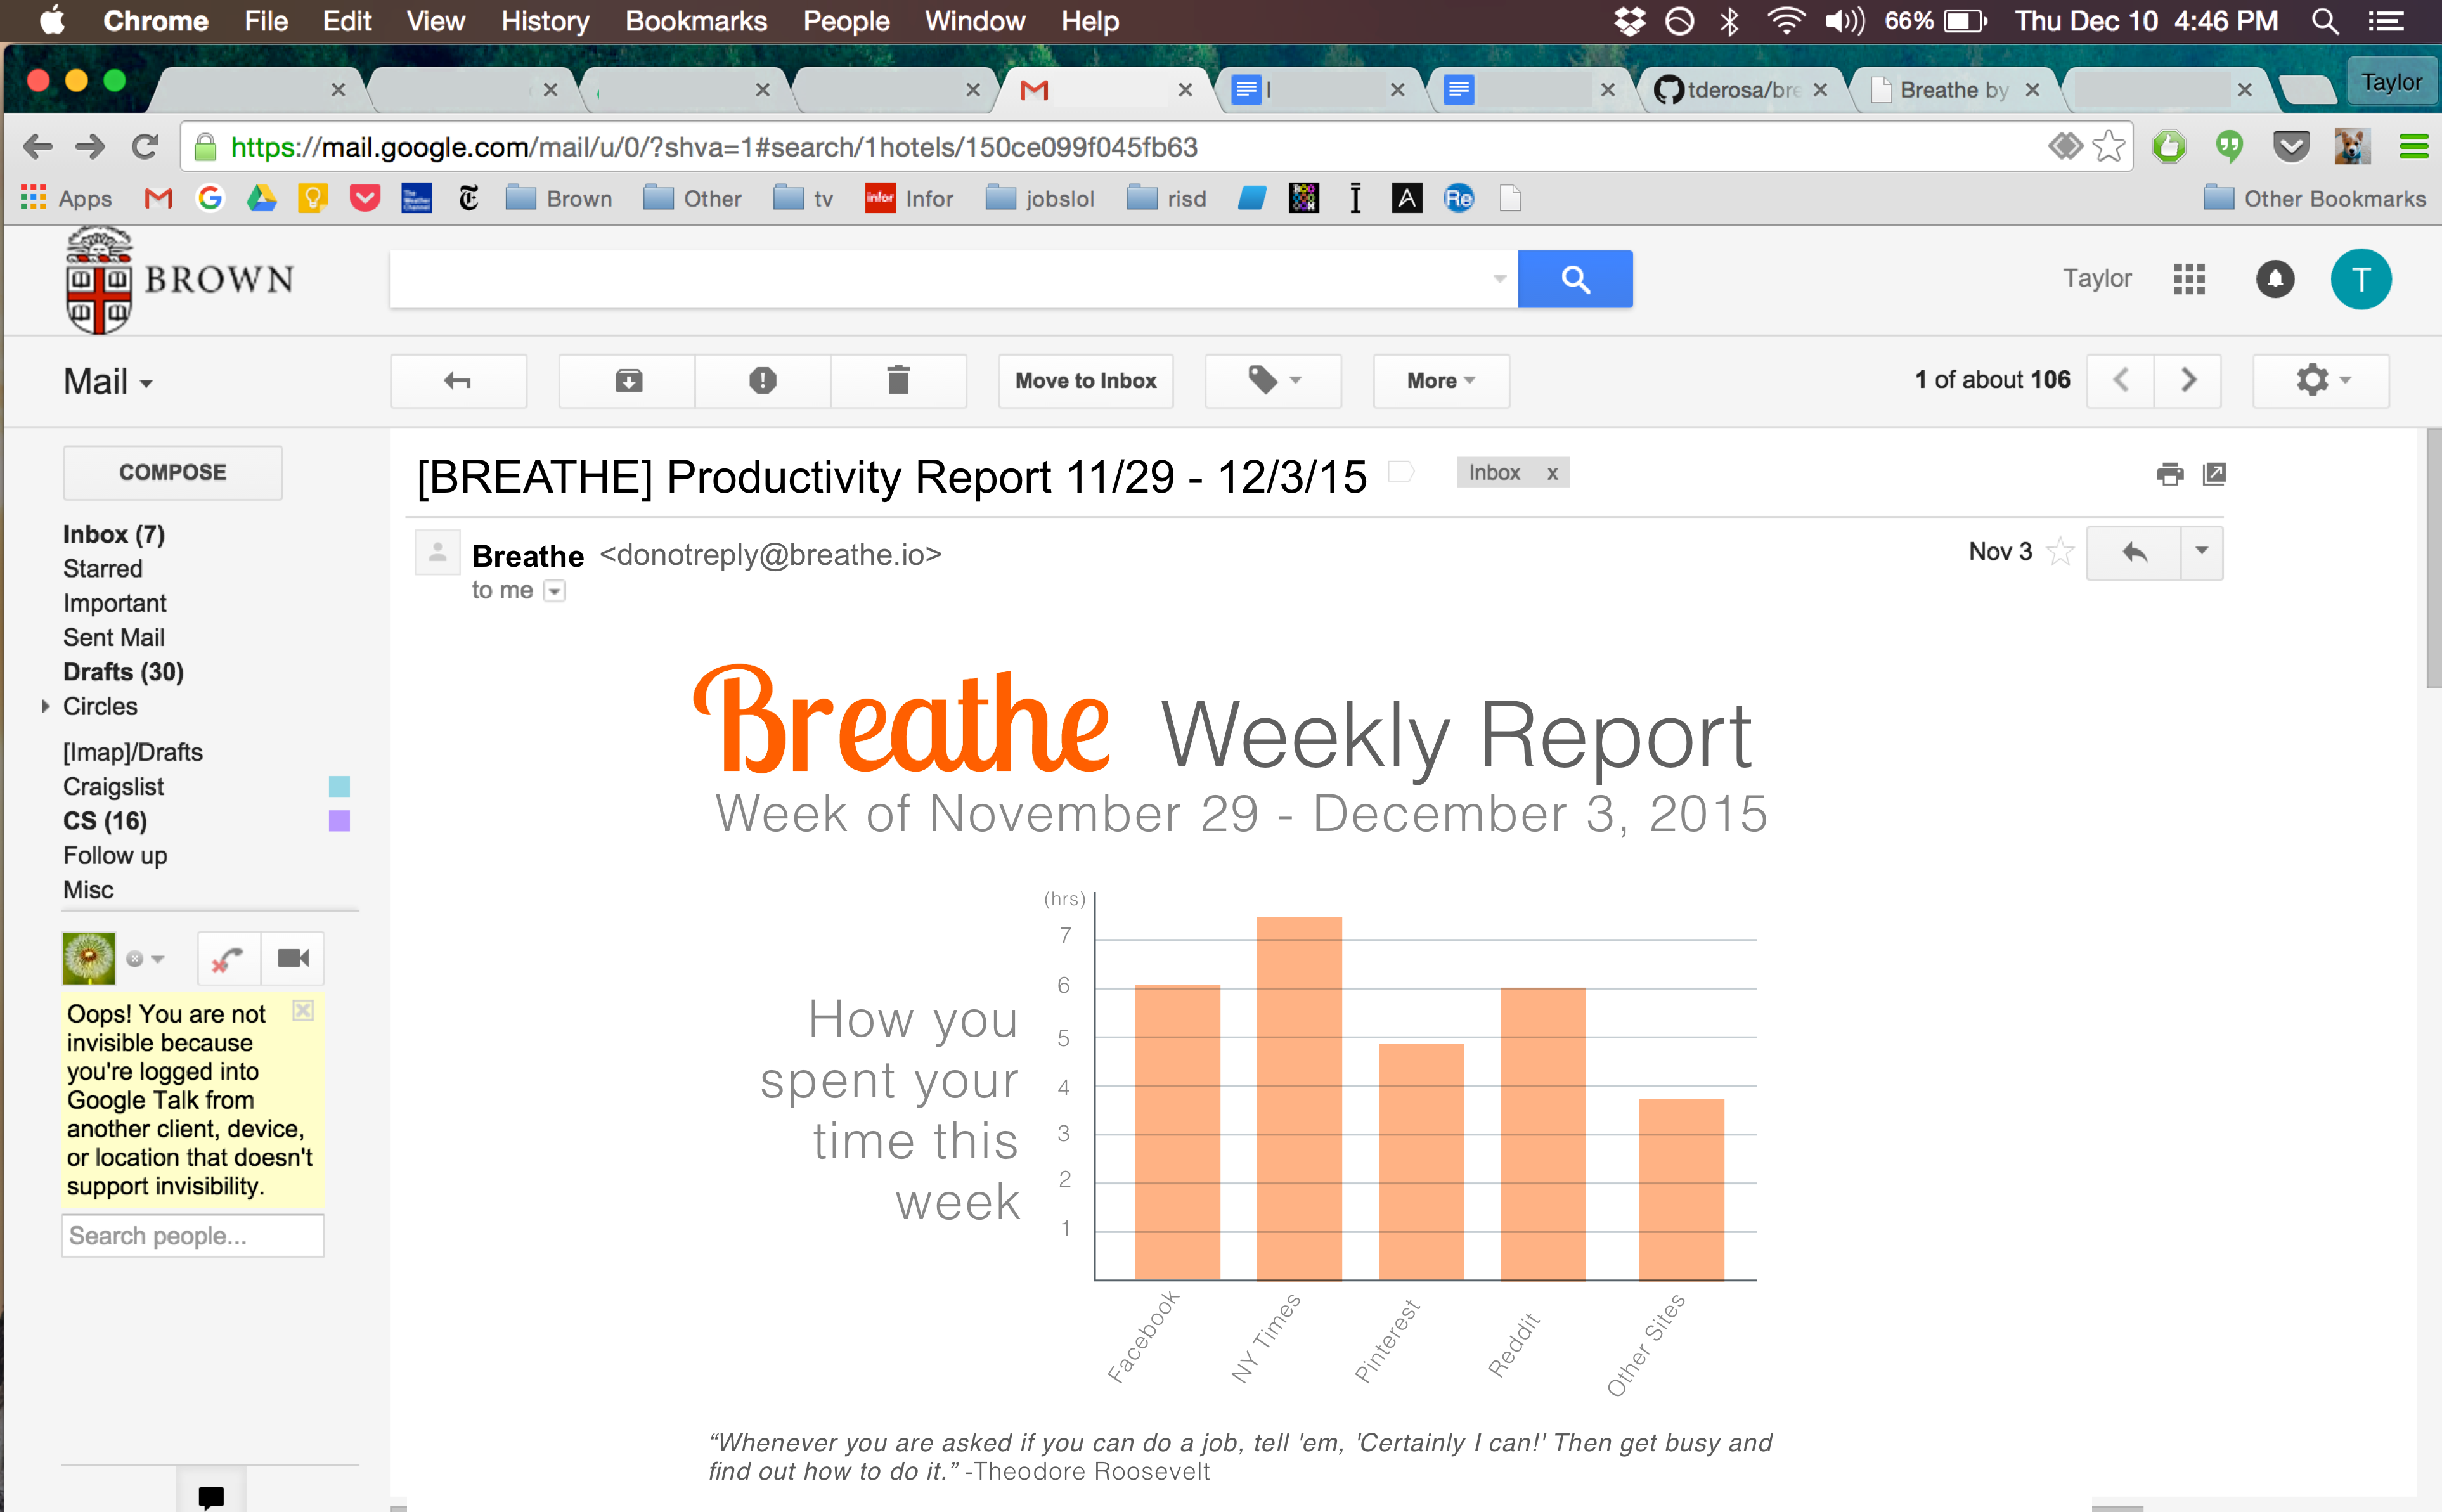 Chrome File Edit View History Bookmarks People Window Help 66% Thu Dec 10 4:46 PM
tderosa/bre Breathe by Taylor
https://mail.google.com/mail/u/0/?shva=1#search/1hotels/150ce099f045fb63
Apps Brown Other tv infor Infor jobslol risd A Re Other Bookmarks
BROWN Taylor T
Mail Move to Inbox More 1 of about 106
COMPOSE
[BREATHE] Productivity Report 11/29 - 12/3/15 Inbox x
Inbox (7)
Starred
Important
Sent Mail
Drafts (30)
Circles
[Imap]/Drafts
Craigslist
CS (16)
Follow up
Misc
Oops! You are not
invisible because
you're logged into
Google Talk from
another client, device,
or location that doesn't
support invisibility.
Search people...
Breathe <donotreply@breathe.io> Nov 3
to me
Breathe Weekly Report
Week of November 29 - December 3, 2015
How you
spent your
time this
week
(hrs)
7
6
5
4
3
2
1
Facebook
NY Times
Pinterest
Reddit
Other Sites
“Whenever you are asked if you can do a job, tell 'em, 'Certainly I can!' Then get busy and
find out how to do it.” -Theodore Roosevelt